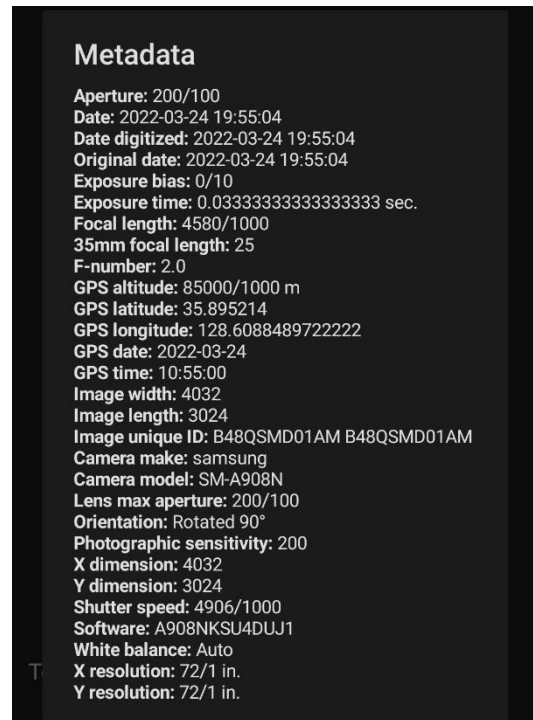 Metadata
Aperture: 200/100
Date: 2022-03-24 19:55:04
Date digitized: 2022-03-24 19:55:04
Original date: 2022-03-24 19:55:04
Exposure bias: 0/10
Exposure time: 0.03333333333333333 sec.
Focal length: 4580/1000
35mm focal length: 25
F-number: 2.0
GPS altitude: 85000/1000 m
GPS latitude: 35.895214
GPS longitude: 128.6088489722222
GPS date: 2022-03-24
GPS time: 10:55:00
Image width: 4032
Image length: 3024
Image unique ID: B48QSMD01AM B48QSMD01AM
Camera make: samsung
Camera model: SM-A908N
Lens max aperture: 200/100
Orientation: Rotated 90°
Photographic sensitivity: 200
X dimension: 4032
Y dimension: 3024
Shutter speed: 4906/1000
Software: A908NKSU4DUJ1
White balance: Auto
X resolution: 72/1 in.
Y resolution: 72/1 in.